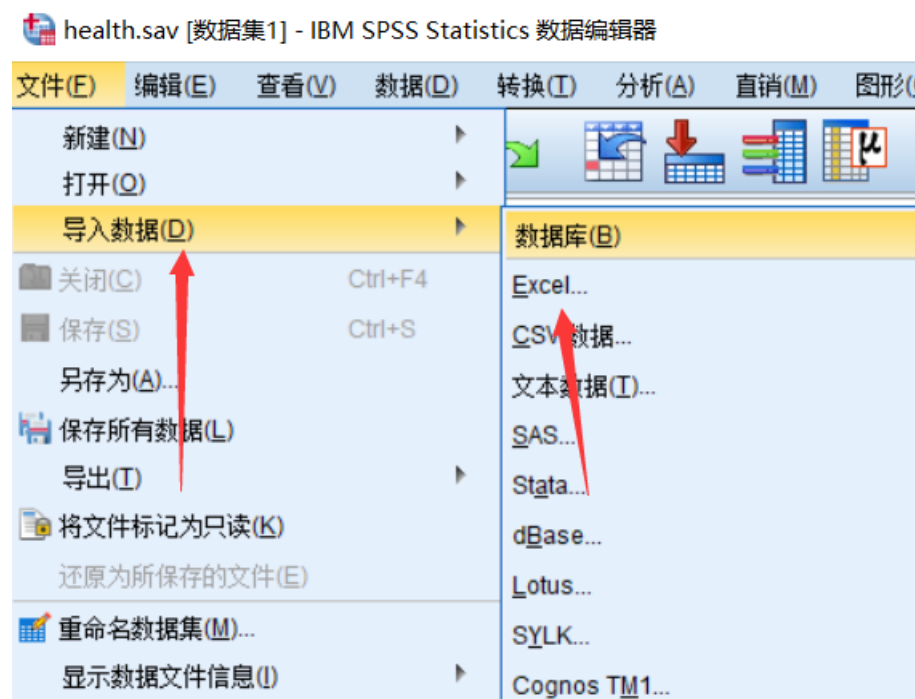 health.sav [数据集1] - IBM SPSS Statistics 数据编辑器
文件(F) 编辑(E) 查看(V) 数据(D) 转换(T) 分析(A) 直销(M) 图形(
新建(N)
打开(O)
导入数据(D)
关闭(C) Ctrl+F4
保存(S) Ctrl+S
另存为(A)...
保存所有数据(L)
导出(T)
将文件标记为只读(K)
还原为所保存的文件(E)
重命名数据集(M)...
显示数据文件信息(I)
μ
数据库(B)
Excel...
CSV 数据...
文本数据(T)...
SAS...
Stata...
dBase...
Lotus...
SYLK...
Cognos TM1...